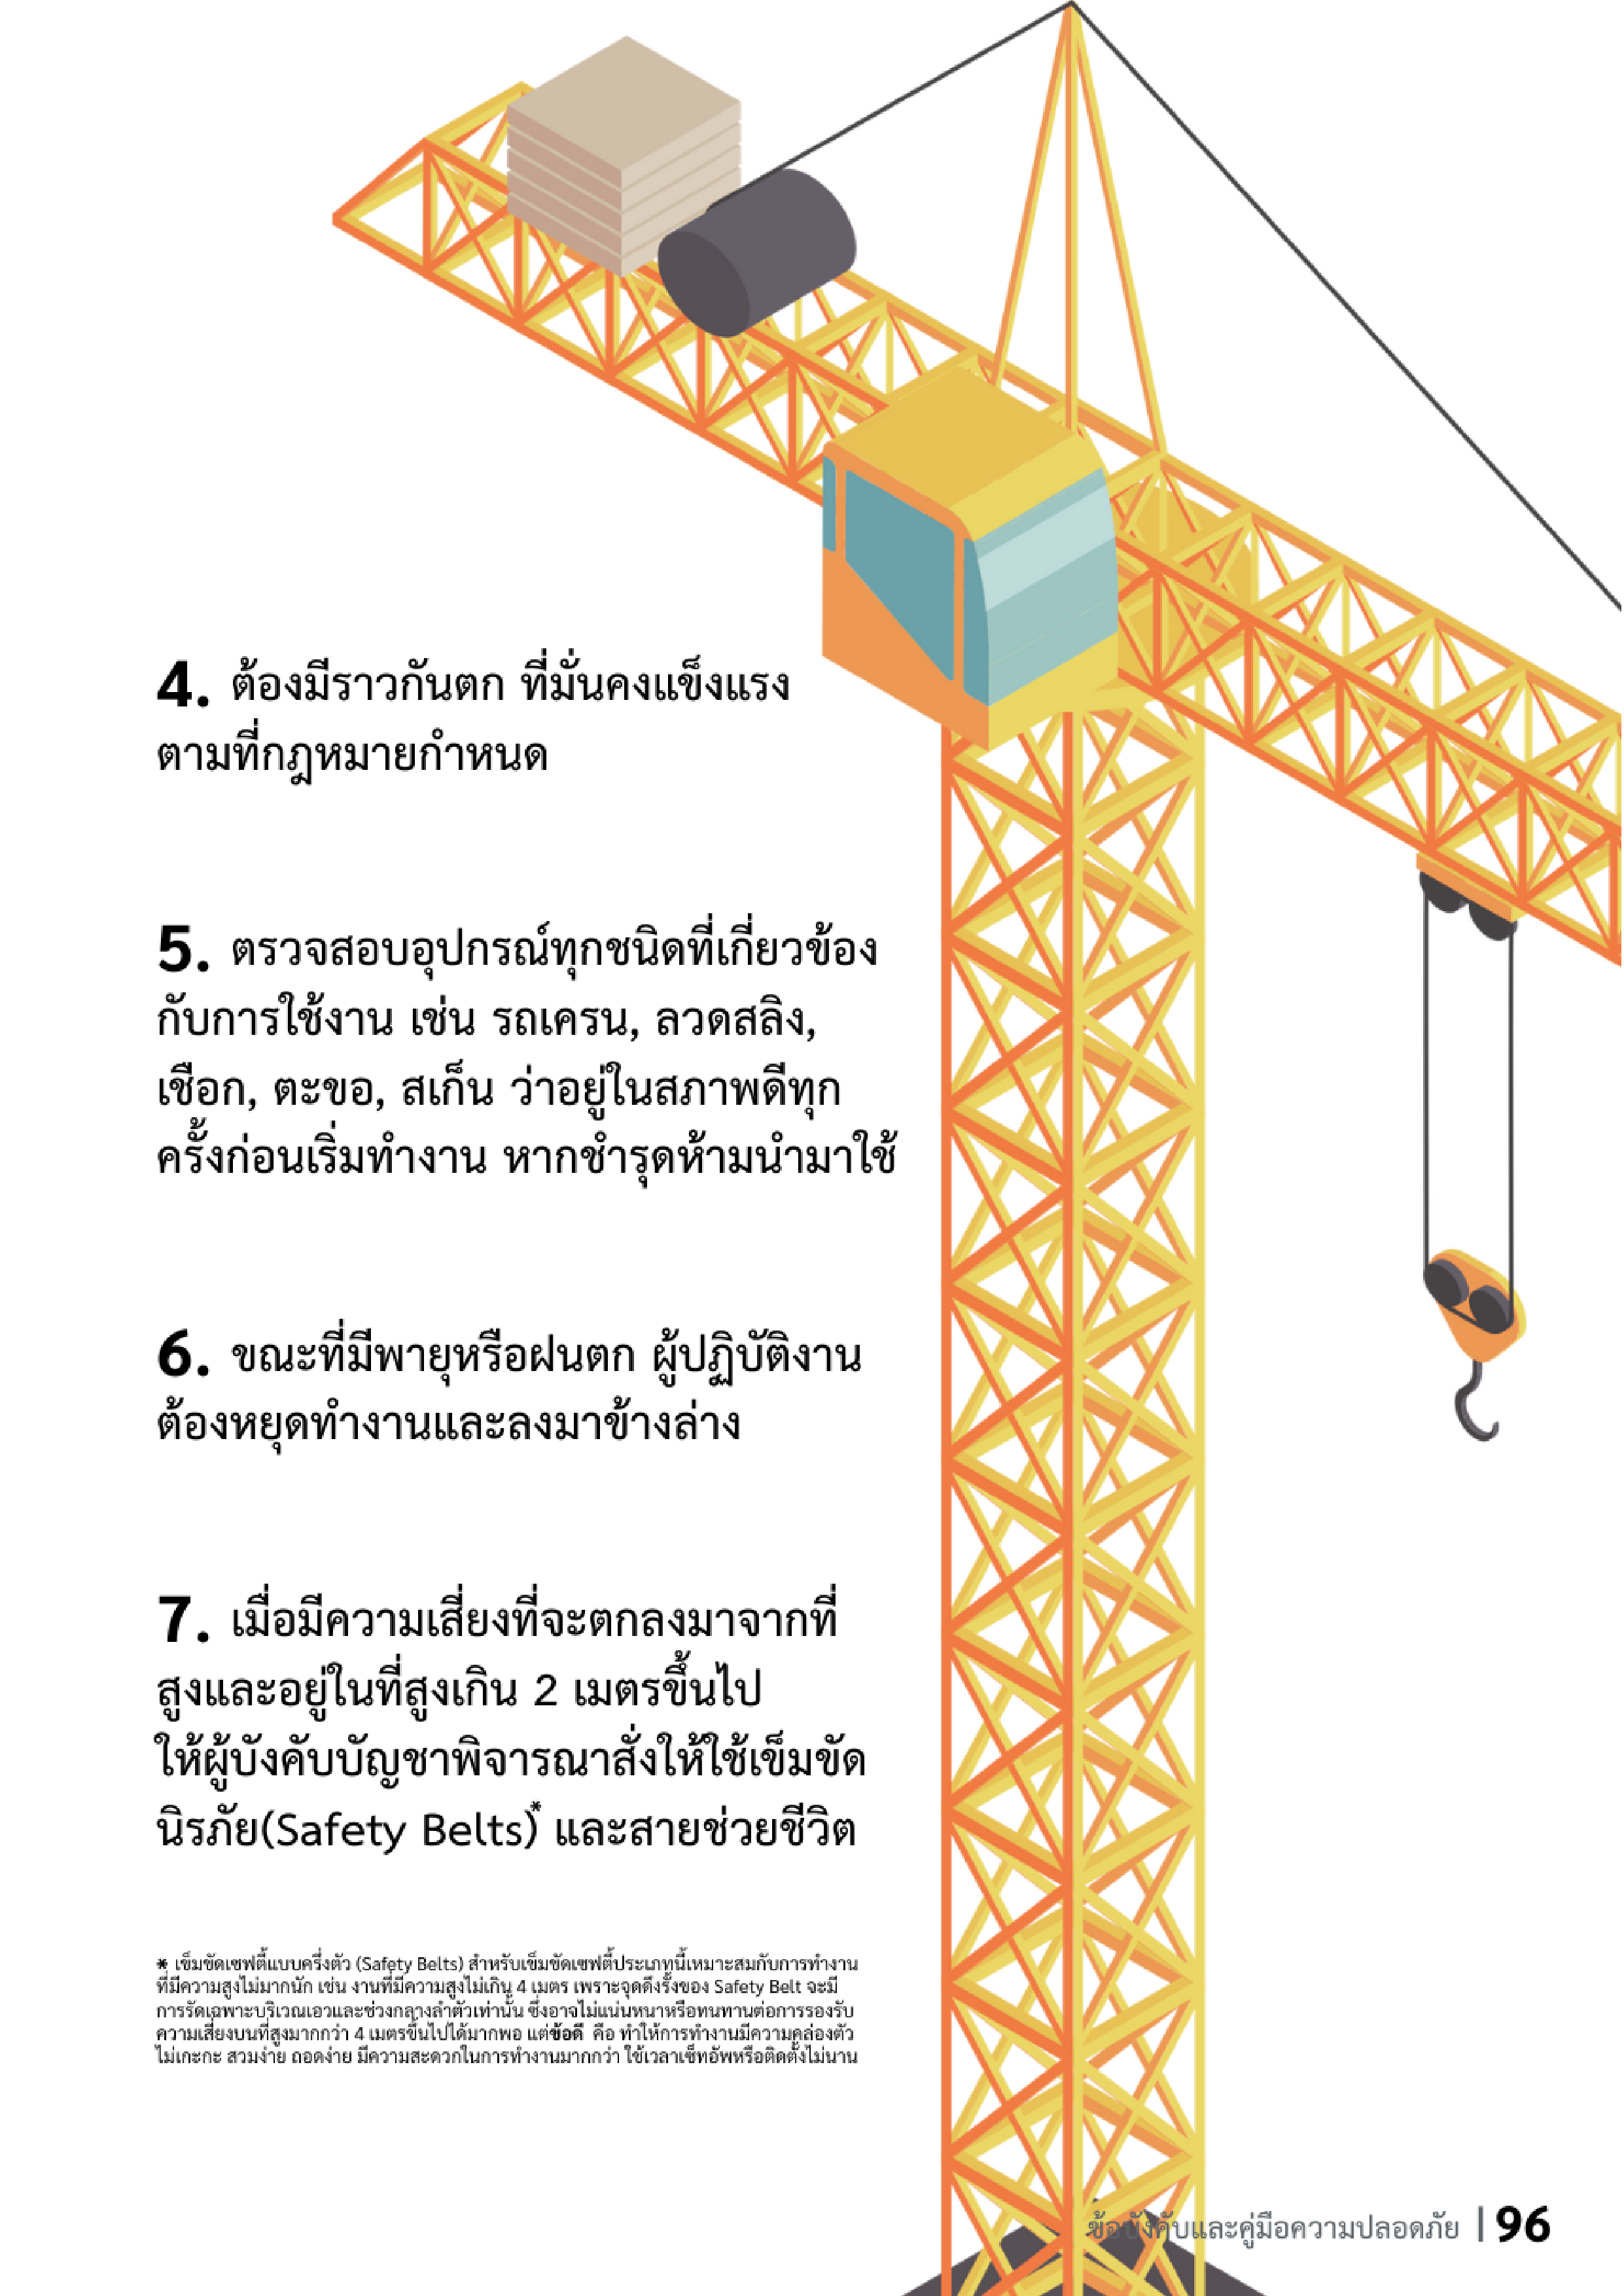 4. ต้องมีราวกันตก ที่มั่นคงแข็งแรง
ตามที่กฎหมายกำหนด
5. ตรวจสอบอุปกรณ์ทุกชนิดที่เกี่ยวข้อง
กับการใช้งาน เช่น รถเครน, ลวดสลิง,
เชือก, ตะขอ, สเก็น ว่าอยู่ในสภาพดีทุก
ครั้งก่อนเริ่มทำงาน หากชำรุดห้ามนำมาใช้
6. ขณะที่มีพายุหรือฝนตก ผู้ปฏิบัติงาน
ต้องหยุดทำงานและลงมาข้างล่าง
7. เมื่อมีความเสี่ยงที่จะตกลงมาจากที่
สูงและอยู่ในที่สูงเกิน 2 เมตรขึ้นไป
ให้ผู้บังคับบัญชาพิจารณาสั่งให้ใช้เข็มขัด
นิรภัย(Safety Belts)* และสายช่วยชีวิต
* เข็มขัดเซฟตี้แบบครึ่งตัว (Safety Belts) สำหรับเข็มขัดเซฟตี้ประเภทนี้เหมาะสมกับการทำงาน
ที่มีความสูงไม่มากนัก เช่น งานที่มีความสูงไม่เกิน 4 เมตร เพราะจุดดึงรั้งของ Safety Belt จะมี
การรัดเฉพาะบริเวณเอวและช่วงกลางลำตัวเท่านั้น ซึ่งอาจไม่แน่นหนาหรือทนทานต่อการรองรับ
ความเสี่ยงบนที่สูงมากกว่า 4 เมตรขึ้นไปได้มากพอ แต่ข้อดี คือ ทำให้การทำงานมีความคล่องตัว
ไม่เกะกะ สวมง่าย ถอดง่าย มีความสะดวกในการทำงานมากกว่า ใช้เวลาเซ็ทอัพหรือติดตั้งไม่นาน
ข้อบังคับและคู่มือความปลอดภัย | 96